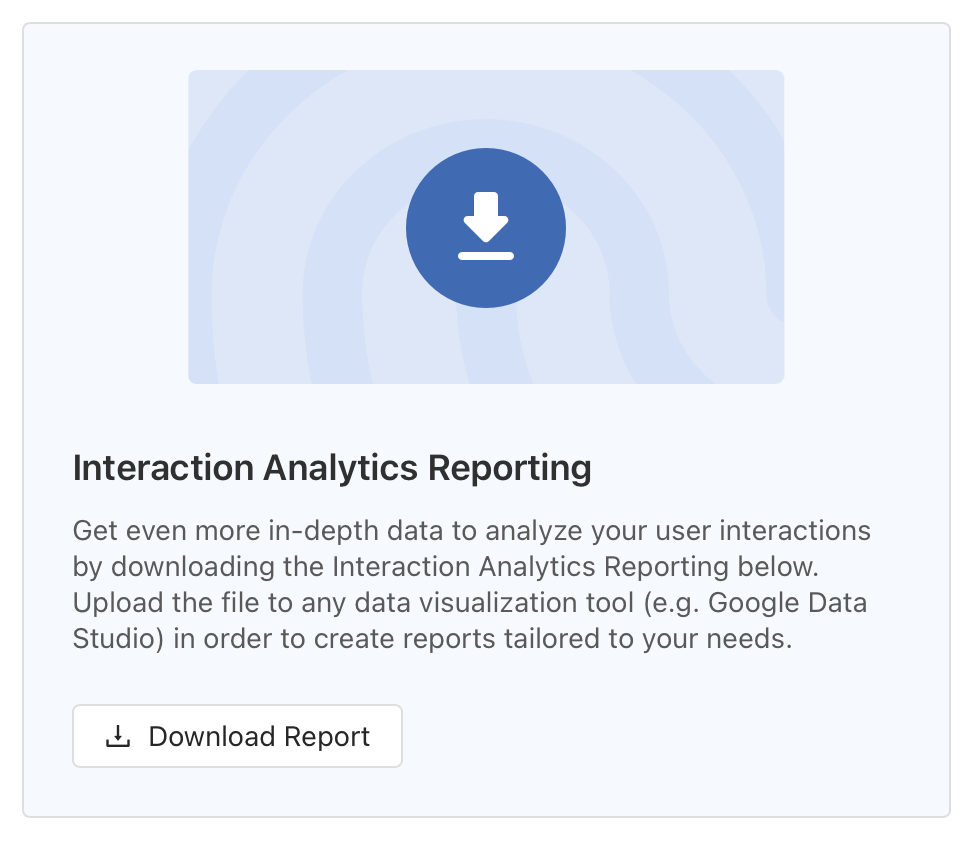 Interaction Analytics Reporting
Get even more in-depth data to analyze your user interactions
by downloading the Interaction Analytics Reporting below.
Upload the file to any data visualization tool (e.g. Google Data
Studio) in order to create reports tailored to your needs.
Download Report